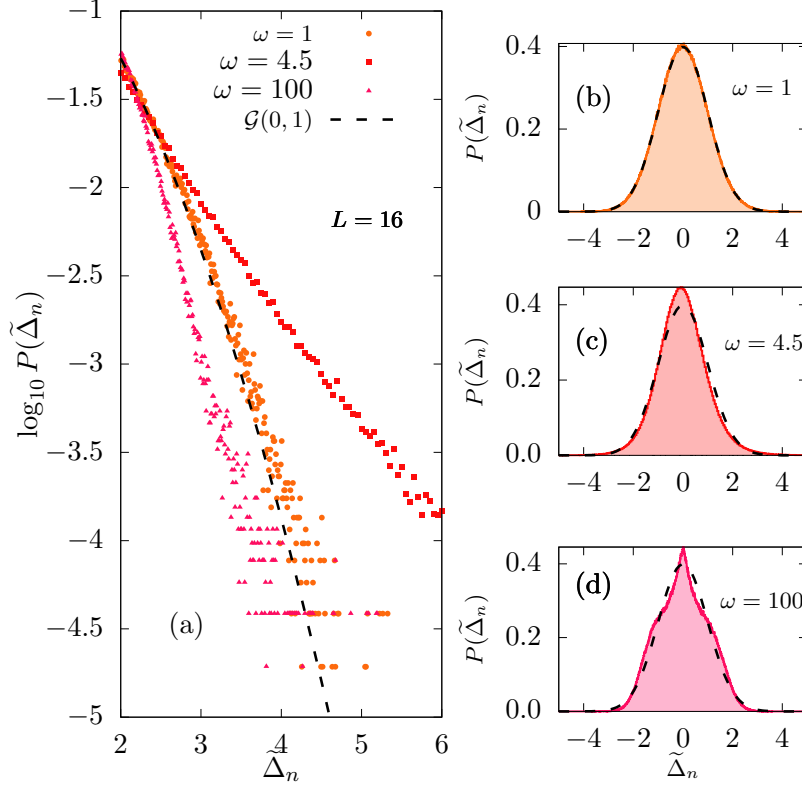 −1
−1.5
−2
−2.5
−3
−3.5
−4
−4.5
−5
log₁₀ P(Δ̃ₙ)
ω = 1
ω = 4.5
ω = 100
𝒢(0, 1)
L = 16
(a)
2 3 4 5 6
Δ̃ₙ
0.4
0.2
0
P(Δ̃ₙ)
(b)
ω = 1
−4 −2 0 2 4
0.4
0.2
0.0
P(Δ̃ₙ)
(c)
ω = 4.5
−4 −2 0 2 4
0.4
0.2
0.0
P(Δ̃ₙ)
(d)
ω = 100
−4 −2 0 2 4
Δ̃ₙ